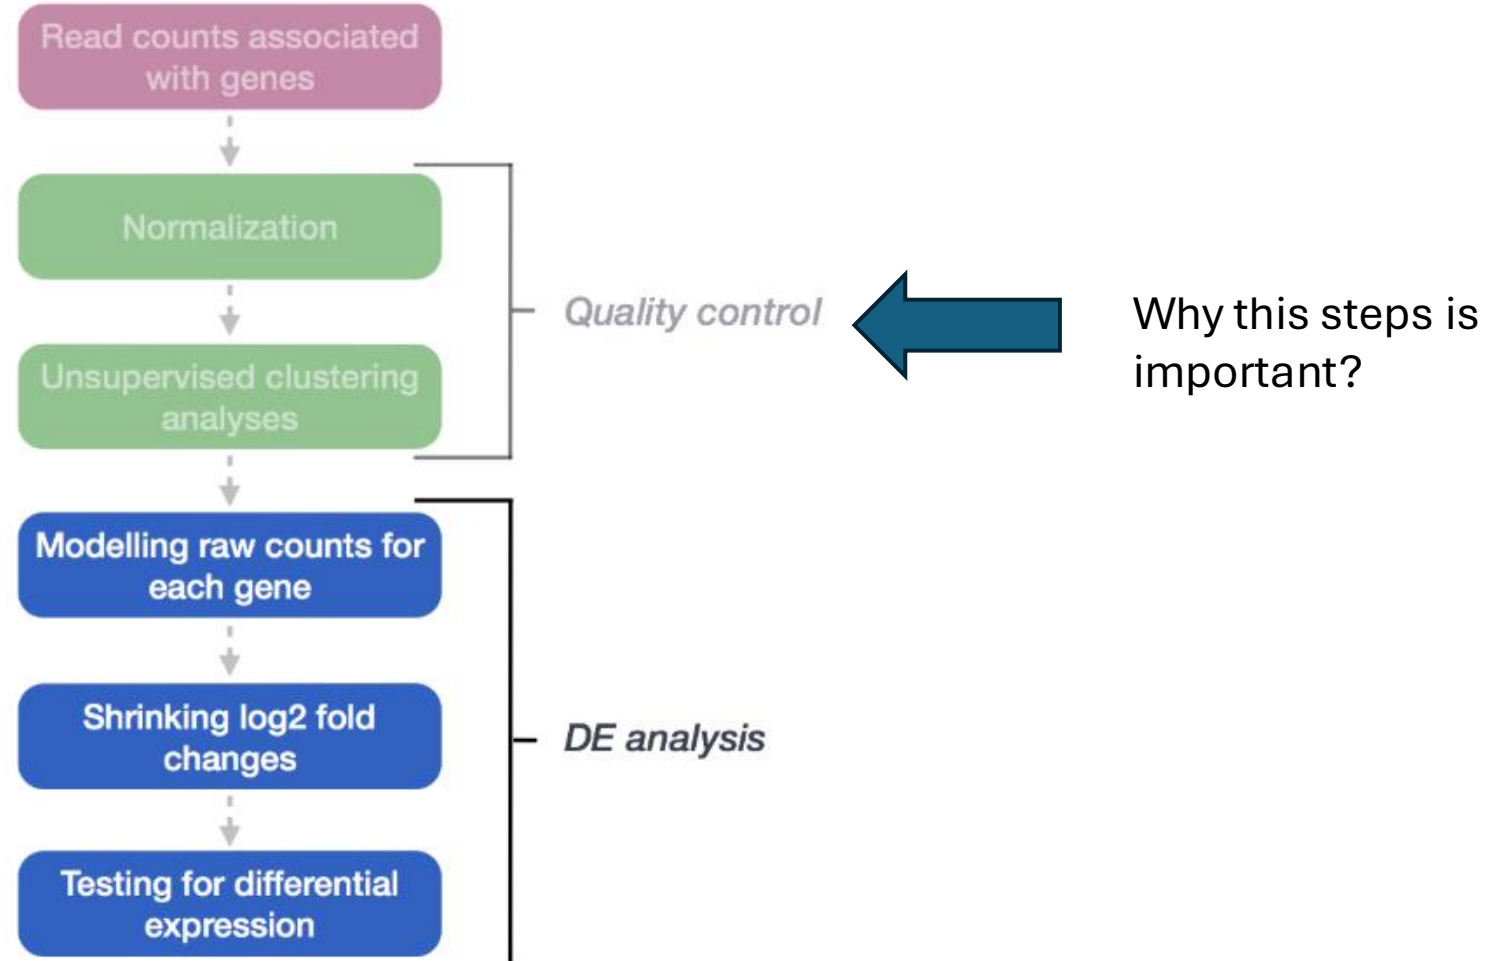 Read counts associated
with genes
Normalization
Quality control
Why this steps is
important?
Unsupervised clustering
analyses
Modelling raw counts for
each gene
Shrinking log2 fold
changes
DE analysis
Testing for differential
expression